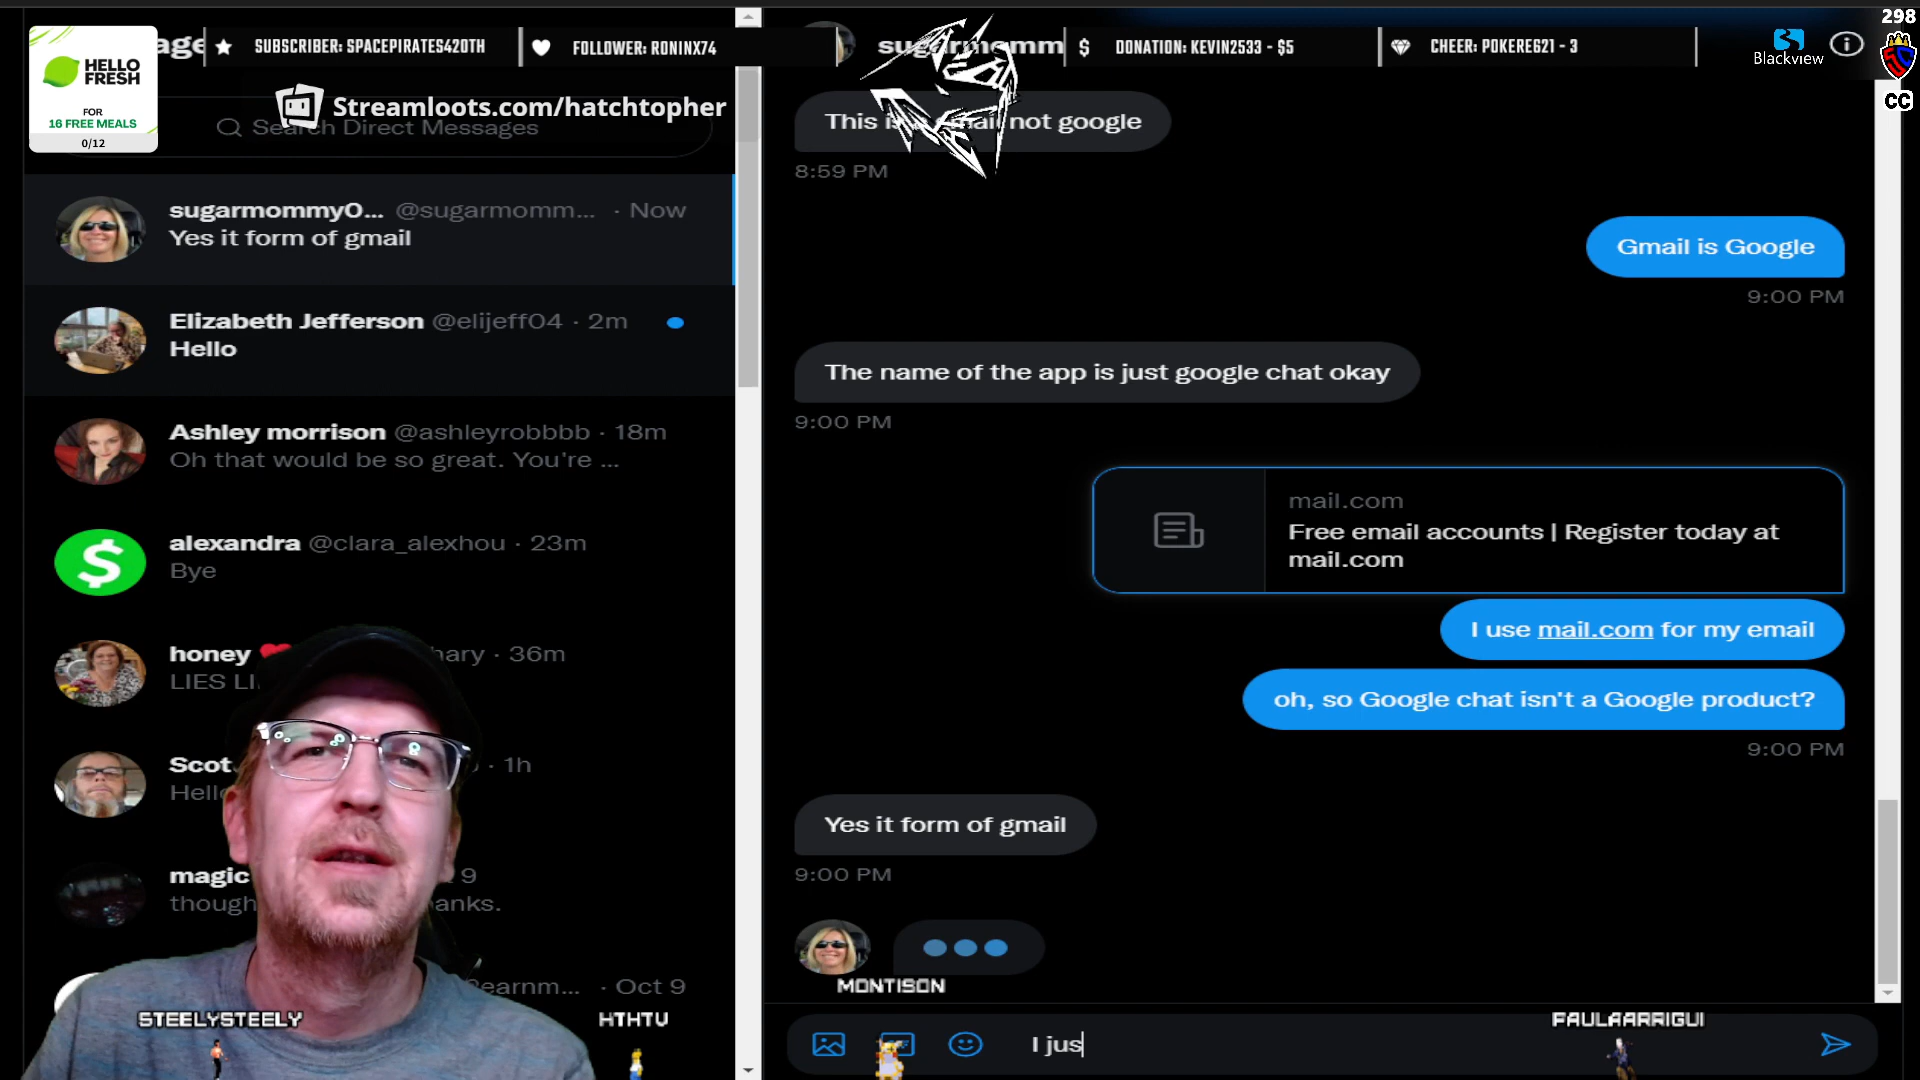 HELLO
FRESH
FOR
16 FREE MEALS
0/12
SUBSCRIBER: SPACEPIRATES420TH
FOLLOWER: RONINX74
DONATION: KEVIN2533 - $5
CHEER: POKERE621 - 3
Blackview
298
CC
Streamloots.com/hatchtopher
Search Direct Messages
sugarmommyO... @sugarmomm... · Now
Yes it form of gmail
Elizabeth Jefferson @elijeff04 · 2m
Hello
Ashley morrison @ashleyrobbbb · 18m
Oh that would be so great. You're ...
alexandra @clara_alexhou · 23m
Bye
honey
· 36m
LIES
· 1h
magic
9
Oct 9
This is
not google
8:59 PM
Gmail is Google
9:00 PM
The name of the app is just google chat okay
9:00 PM
mail.com
Free email accounts | Register today at
mail.com
I use mail.com for my email
oh, so Google chat isn't a Google product?
9:00 PM
Yes it form of gmail
9:00 PM
MONTISON
STEELYSTEELY
HTHTU
I jus